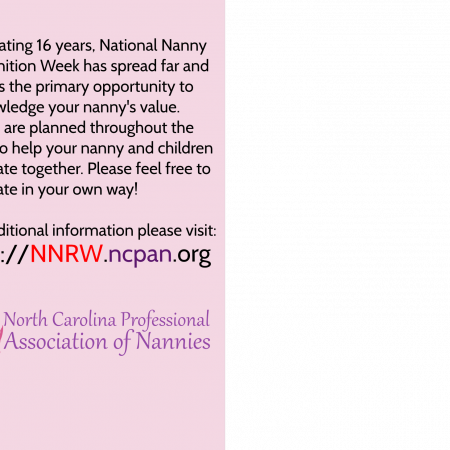 ating 16 years, National Nanny
nition Week has spread far and
s the primary opportunity to
wledge your nanny's value.
are planned throughout the
o help your nanny and children
ate together. Please feel free to
ate in your own way!
ditional information please visit:
://NNRW.ncpan.org
North Carolina Professional
Association of Nannies